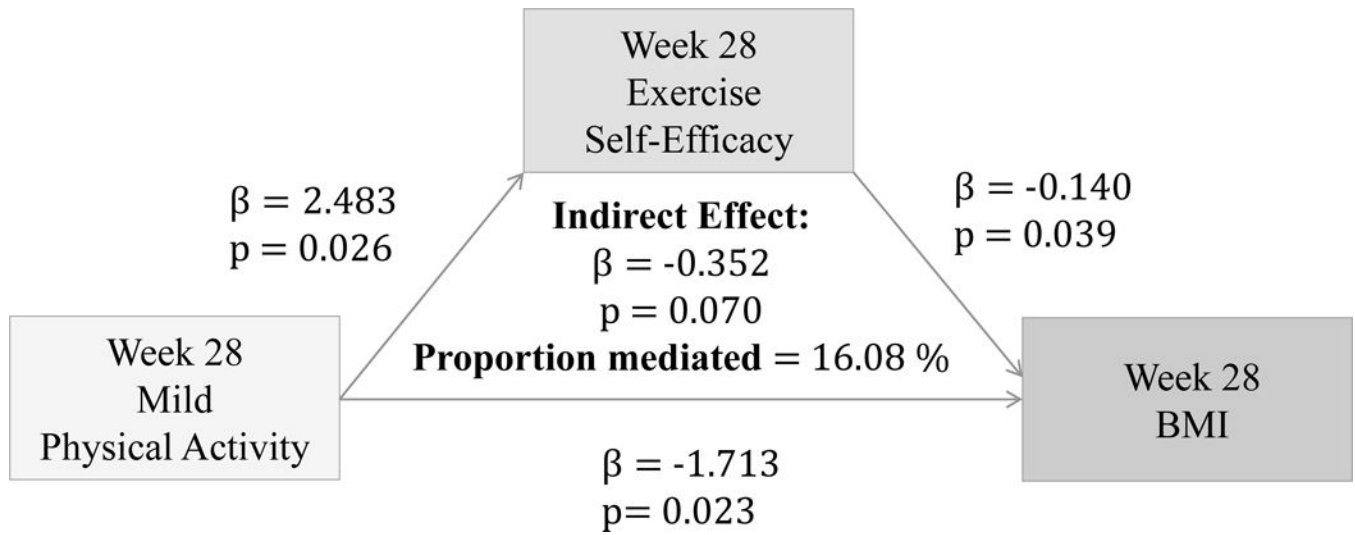 Week 28
Exercise
Self-Efficacy
β = 2.483
p = 0.026
Indirect Effect:
β = -0.352
p = 0.070
Proportion mediated = 16.08 %
β = -0.140
p = 0.039
Week 28
Mild
Physical Activity
Week 28
BMI
β = -1.713
p= 0.023